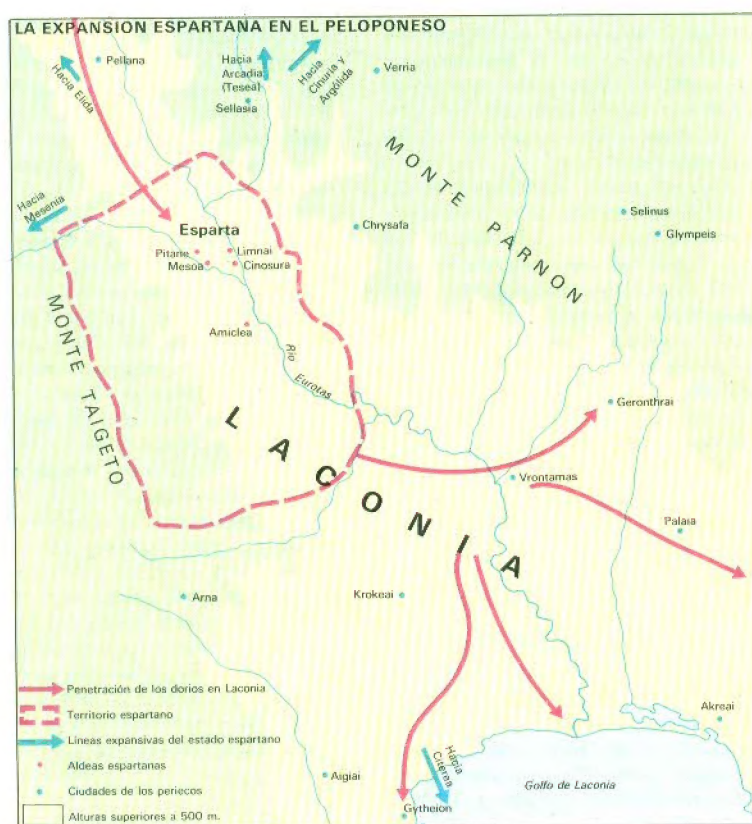 LA EXPANSION ESPARTANA EN EL PELOPONESO
Pellana
Hacia Elida
Hacia
Arcadia
(Tesea)
Sellasia
Hacia
Cinuria y
Argólida
Verria
MONTE PARNON
Hacia
Mesenia
Esparta
Pitane
Limnai
Mesoa
Cinosura
Chrysafa
Selinus
Glympeis
Amiclea
MONTE TAIGETO
Río
Eurotas
LACONIA
Geronthrai
Vrontamas
Palaia
Arna
Krokeai
Akreai
Aigiai
Hacia
Citerea
Gytheion
Golfo de Laconia
Penetración de los dorios en Laconia
Territorio espartano
Líneas expansivas del estado espartano
Aldeas espartanas
Ciudades de los periecos
Alturas superiores a 500 m.